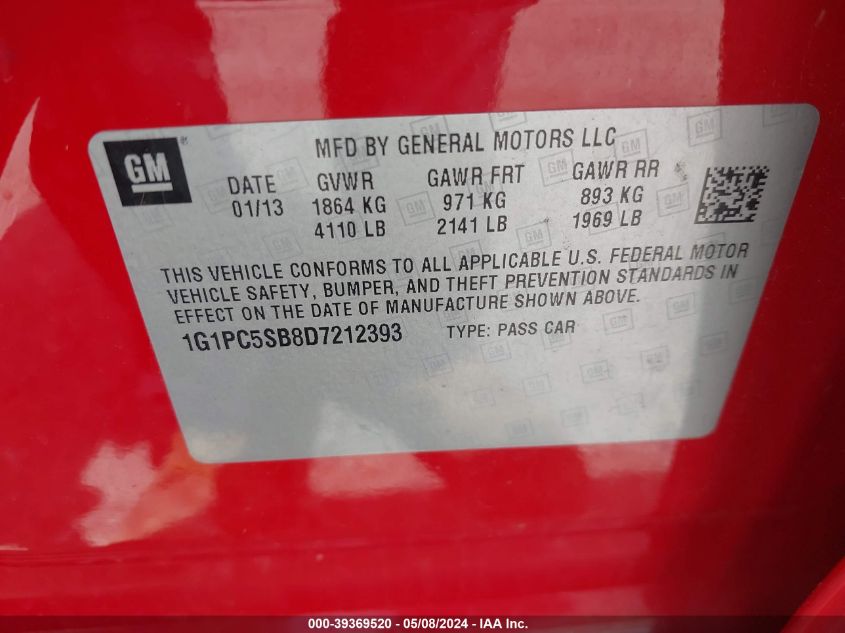 GM
MFD BY GENERAL MOTORS LLC
DATE GVWR GAWR FRT GAWR RR
01/13 1864 KG 971 KG 893 KG
4110 LB 2141 LB 1969 LB
THIS VEHICLE CONFORMS TO ALL APPLICABLE U.S. FEDERAL MOTOR
VEHICLE SAFETY, BUMPER, AND THEFT PREVENTION STANDARDS IN
EFFECT ON THE DATE OF MANUFACTURE SHOWN ABOVE.
1G1PC5SB8D7212393 TYPE: PASS CAR
000-39369520 - 05/08/2024 - IAA Inc.